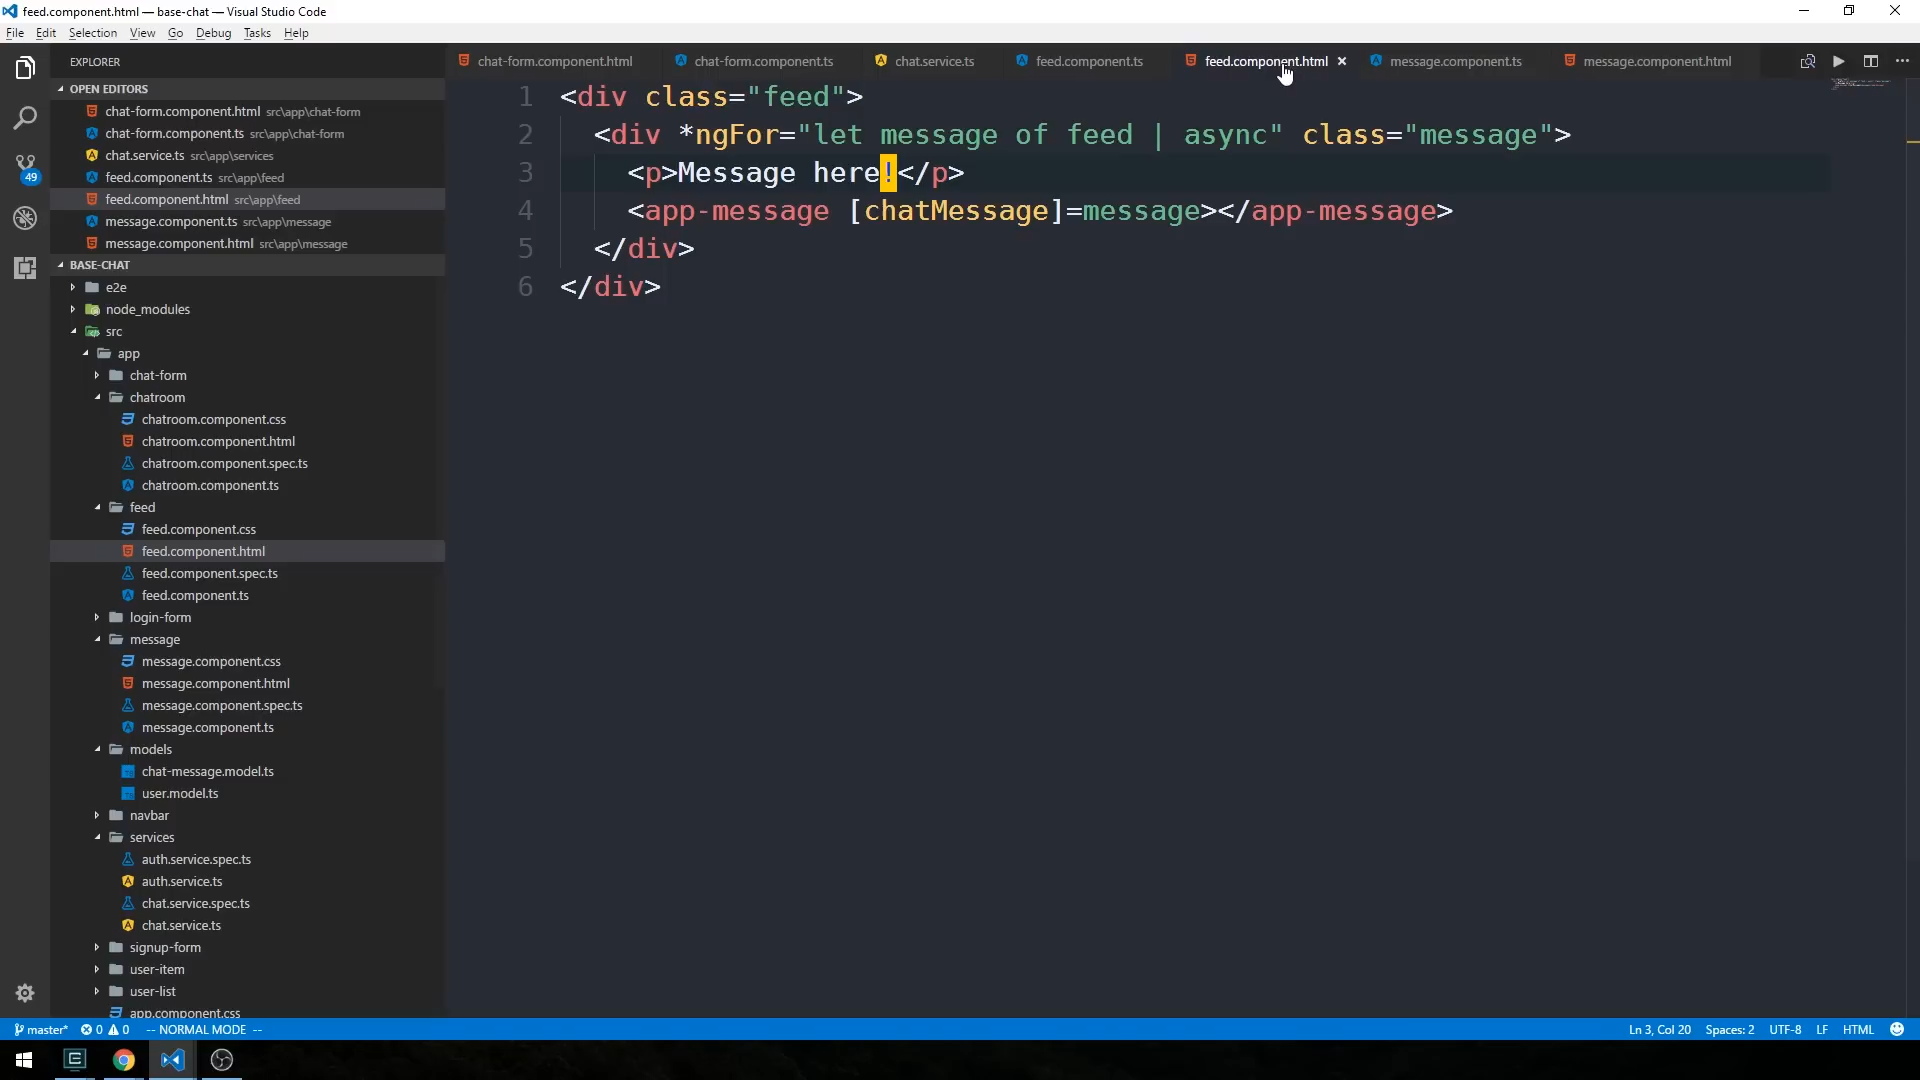 feed.component.html — base-chat — Visual Studio Code
File Edit Selection View Go Debug Tasks Help
EXPLORER
OPEN EDITORS
chat-form.component.html src\app\chat-form
chat-form.component.ts src\app\chat-form
chat.service.ts src\app\services
feed.component.ts src\app\feed
feed.component.html src\app\feed
message.component.ts src\app\message
message.component.html src\app\message
49
BASE-CHAT
e2e
node_modules
src
app
chat-form
chatroom
chatroom.component.css
chatroom.component.html
chatroom.component.spec.ts
chatroom.component.ts
feed
feed.component.css
feed.component.html
feed.component.spec.ts
feed.component.ts
login-form
message
message.component.css
message.component.html
message.component.spec.ts
message.component.ts
models
chat-message.model.ts
user.model.ts
navbar
services
auth.service.spec.ts
auth.service.ts
chat.service.spec.ts
chat.service.ts
signup-form
user-item
user-list
app.component.css
chat-form.component.html chat-form.component.ts chat.service.ts feed.component.ts feed.component.html message.component.ts message.component.html
1 <div class="feed">
2 <div *ngFor="let message of feed | async" class="message">
3 <p>Message here!</p>
4 <app-message [chatMessage]=message></app-message>
5 </div>
6 </div>
master* 0 0 -- NORMAL MODE -- Ln 3, Col 20 Spaces: 2 UTF-8 LF HTML